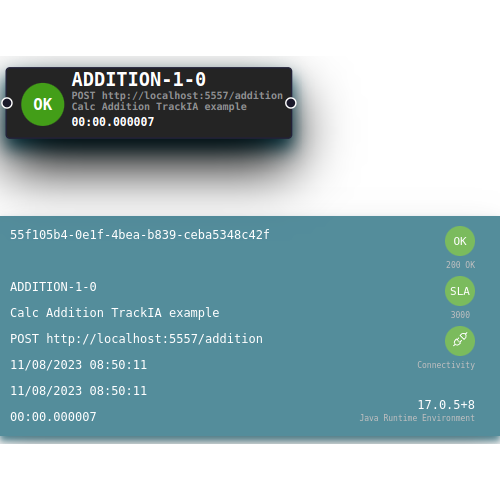 ADDITION-1-0
POST http://localhost:5557/addition
Calc Addition TrackIA example
OK
00:00.000007
55f105b4-0e1f-4bea-b839-ceba5348c42f
OK
200 OK
ADDITION-1-0
SLA
Calc Addition TrackIA example
3000
POST http://localhost:5557/addition
11/08/2023 08:50:11
Connectivity
11/08/2023 08:50:11
17.0.5+8
00:00.000007
Java Runtime Environment